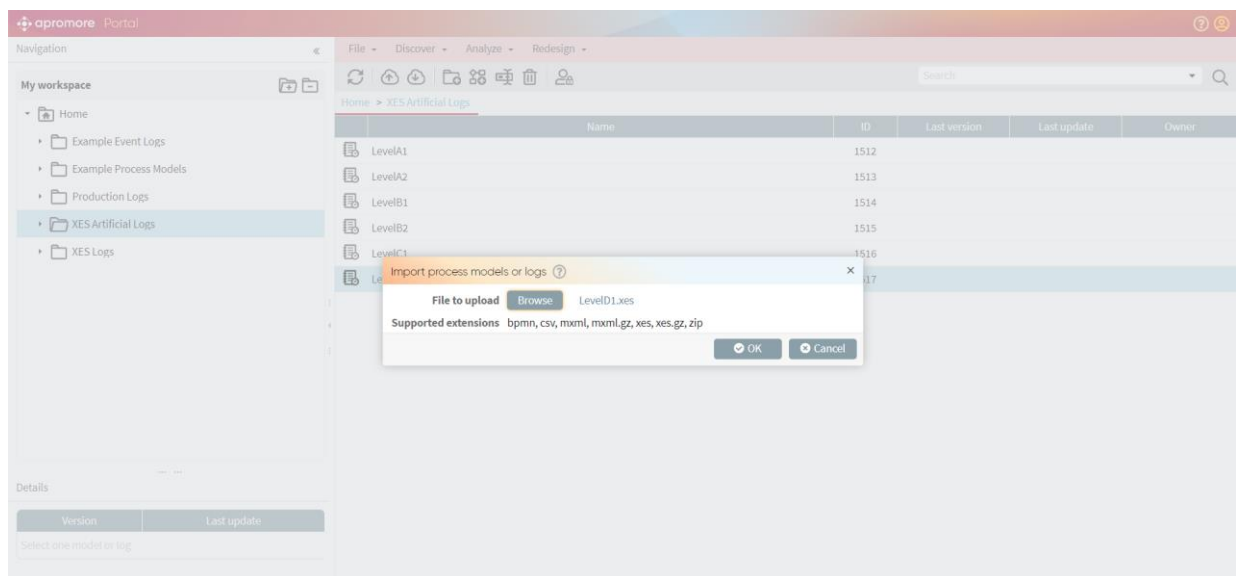 apromore Portal
Navigation
My workspace
Home
Example Event Logs
Example Process Models
Production Logs
XES Artificial Logs
XES Logs
File Discover Analyze Redesign
Search
Home > XES Artificial Logs
Name ID Last version Last update Owner
LevelA1 1512
LevelA2 1513
LevelB1 1514
LevelB2 1515
LevelC1 1516
Import process models or logs
File to upload Browse LevelD1.xes
Supported extensions bpmn, csv, mxml, mxml.gz, xes, xes.gz, zip
OK Cancel
Details
Version Last update
Select one model or log